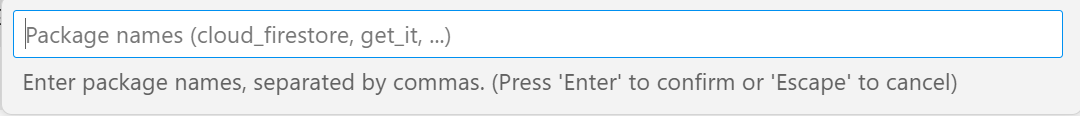 Package names (cloud_firestore, get_it, ...)
Enter package names, separated by commas. (Press 'Enter' to confirm or 'Escape' to cancel)